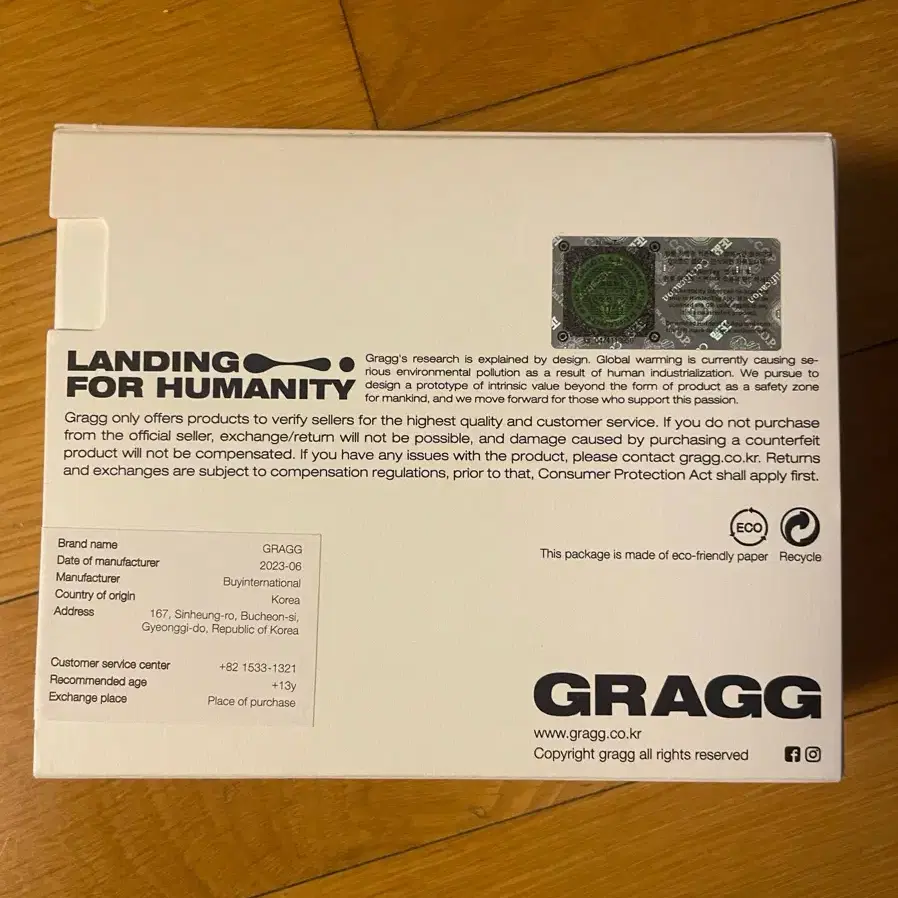 LANDING
FOR HUMANITY
Gragg's research is explained by design. Global warming is currently causing se-
rious environmental pollution as a result of human industrialization. We pursue to
design a prototype of intrinsic value beyond the form of product as a safety zone
for mankind, and we move forward for those who support this passion.
Gragg only offers products to verify sellers for the highest quality and customer service. If you do not purchase
from the official seller, exchange/return will not be possible, and damage caused by purchasing a counterfeit
product will not be compensated. If you have any issues with the product, please contact gragg.co.kr. Returns
and exchanges are subject to compensation regulations, prior to that, Consumer Protection Act shall apply first.
ECO
This package is made of eco-friendly paper Recycle
Brand name GRAGG
Date of manufacturer 2023-06
Manufacturer Buyinternational
Country of origin Korea
Address 167, Sinheung-ro, Bucheon-si,
Gyeonggi-do, Republic of Korea
Customer service center +82 1533-1321
Recommended age +13y
Exchange place Place of purchase
GRAGG
www.gragg.co.kr
Copyright gragg all rights reserved